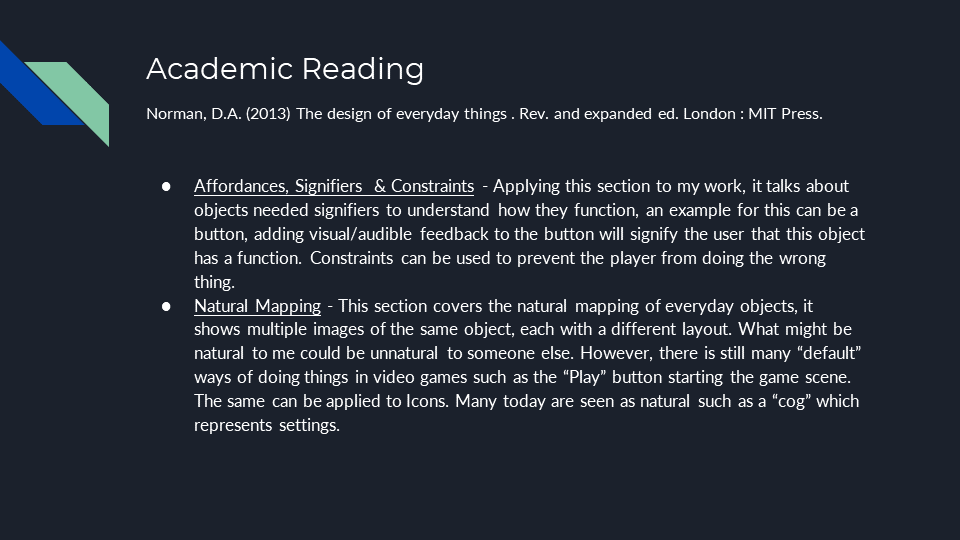 Academic Reading
Norman, D.A. (2013) The design of everyday things . Rev. and expanded ed. London : MIT Press.
● Affordances, Signifiers & Constraints - Applying this section to my work, it talks about
objects needed signifiers to understand how they function, an example for this can be a
button, adding visual/audible feedback to the button will signify the user that this object
has a function. Constraints can be used to prevent the player from doing the wrong
thing.
● Natural Mapping - This section covers the natural mapping of everyday objects, it
shows multiple images of the same object, each with a different layout. What might be
natural to me could be unnatural to someone else. However, there is still many “default”
ways of doing things in video games such as the “Play” button starting the game scene.
The same can be applied to Icons. Many today are seen as natural such as a “cog” which
represents settings.